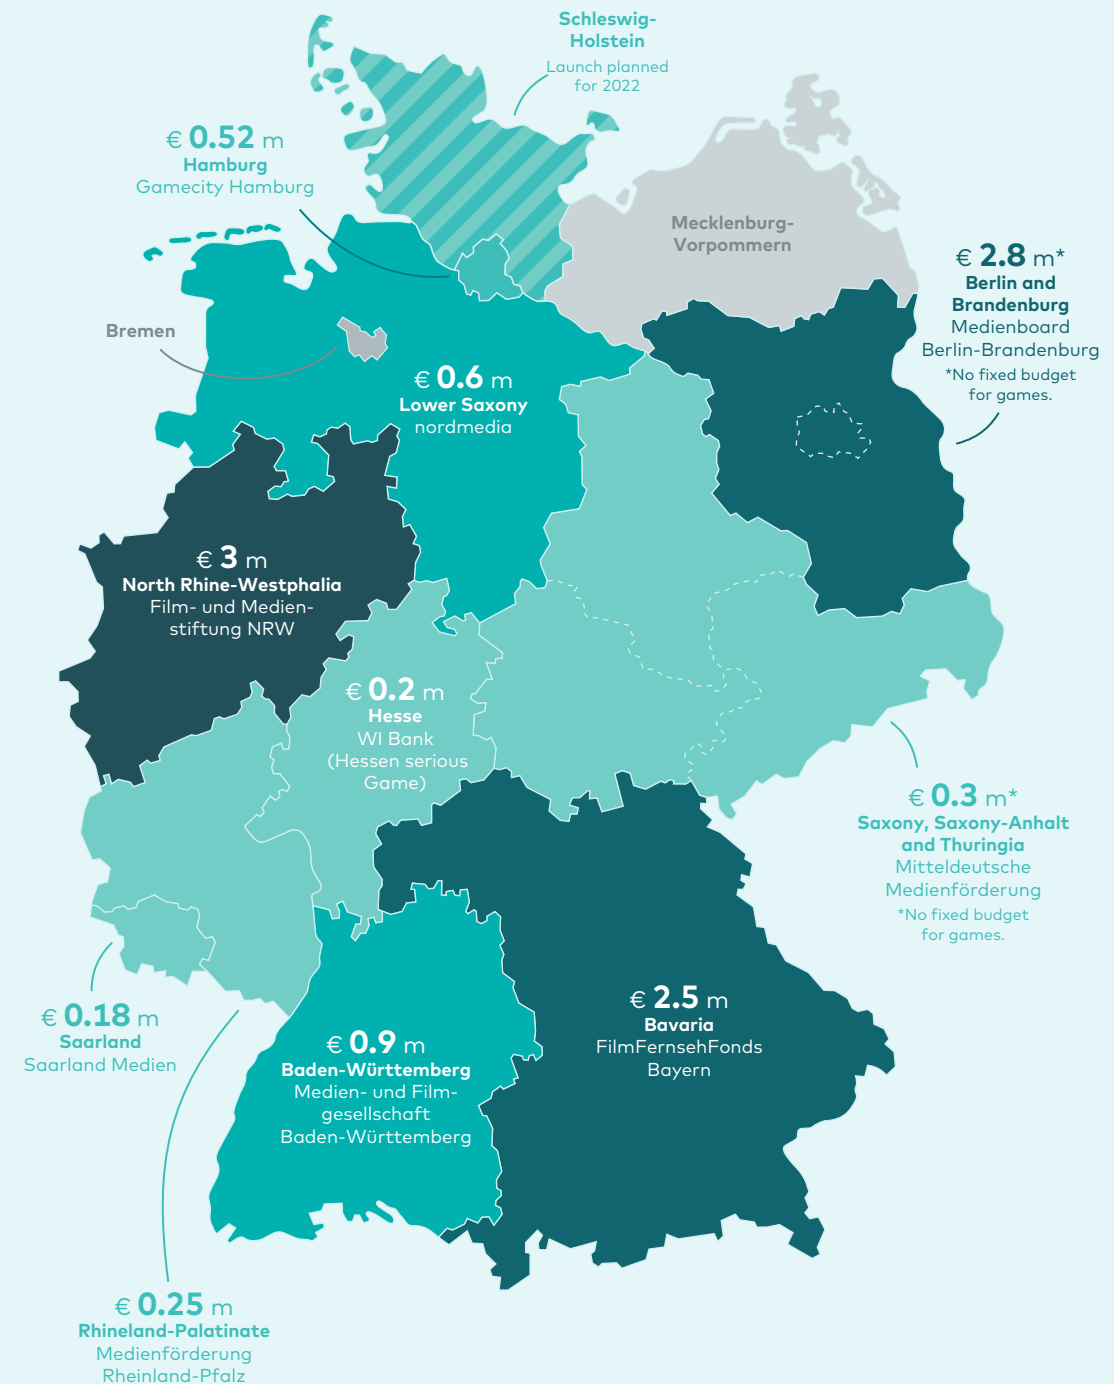 Schleswig-
Holstein
Launch planned
for 2022
€ 0.52 m
Hamburg
Gamecity Hamburg
Mecklenburg-
Vorpommern
€ 2.8 m*
Berlin and
Brandenburg
Medienboard
Berlin-Brandenburg
*No fixed budget
for games.
Bremen
€ 0.6 m
Lower Saxony
nordmedia
€ 3 m
North Rhine-Westphalia
Film- und Medien-
stiftung NRW
€ 0.2 m
Hesse
WI Bank
(Hessen serious
Game)
€ 0.3 m*
Saxony, Saxony-Anhalt
and Thuringia
Mitteldeutsche
Medienförderung
*No fixed budget
for games.
€ 0.18 m
Saarland
Saarland Medien
€ 0.9 m
Baden-Württemberg
Medien- und Film-
gesellschaft
Baden-Württemberg
€ 2.5 m
Bavaria
FilmFernsehFonds
Bayern
€ 0.25 m
Rhineland-Palatinate
Medienförderung
Rheinland-Pfalz